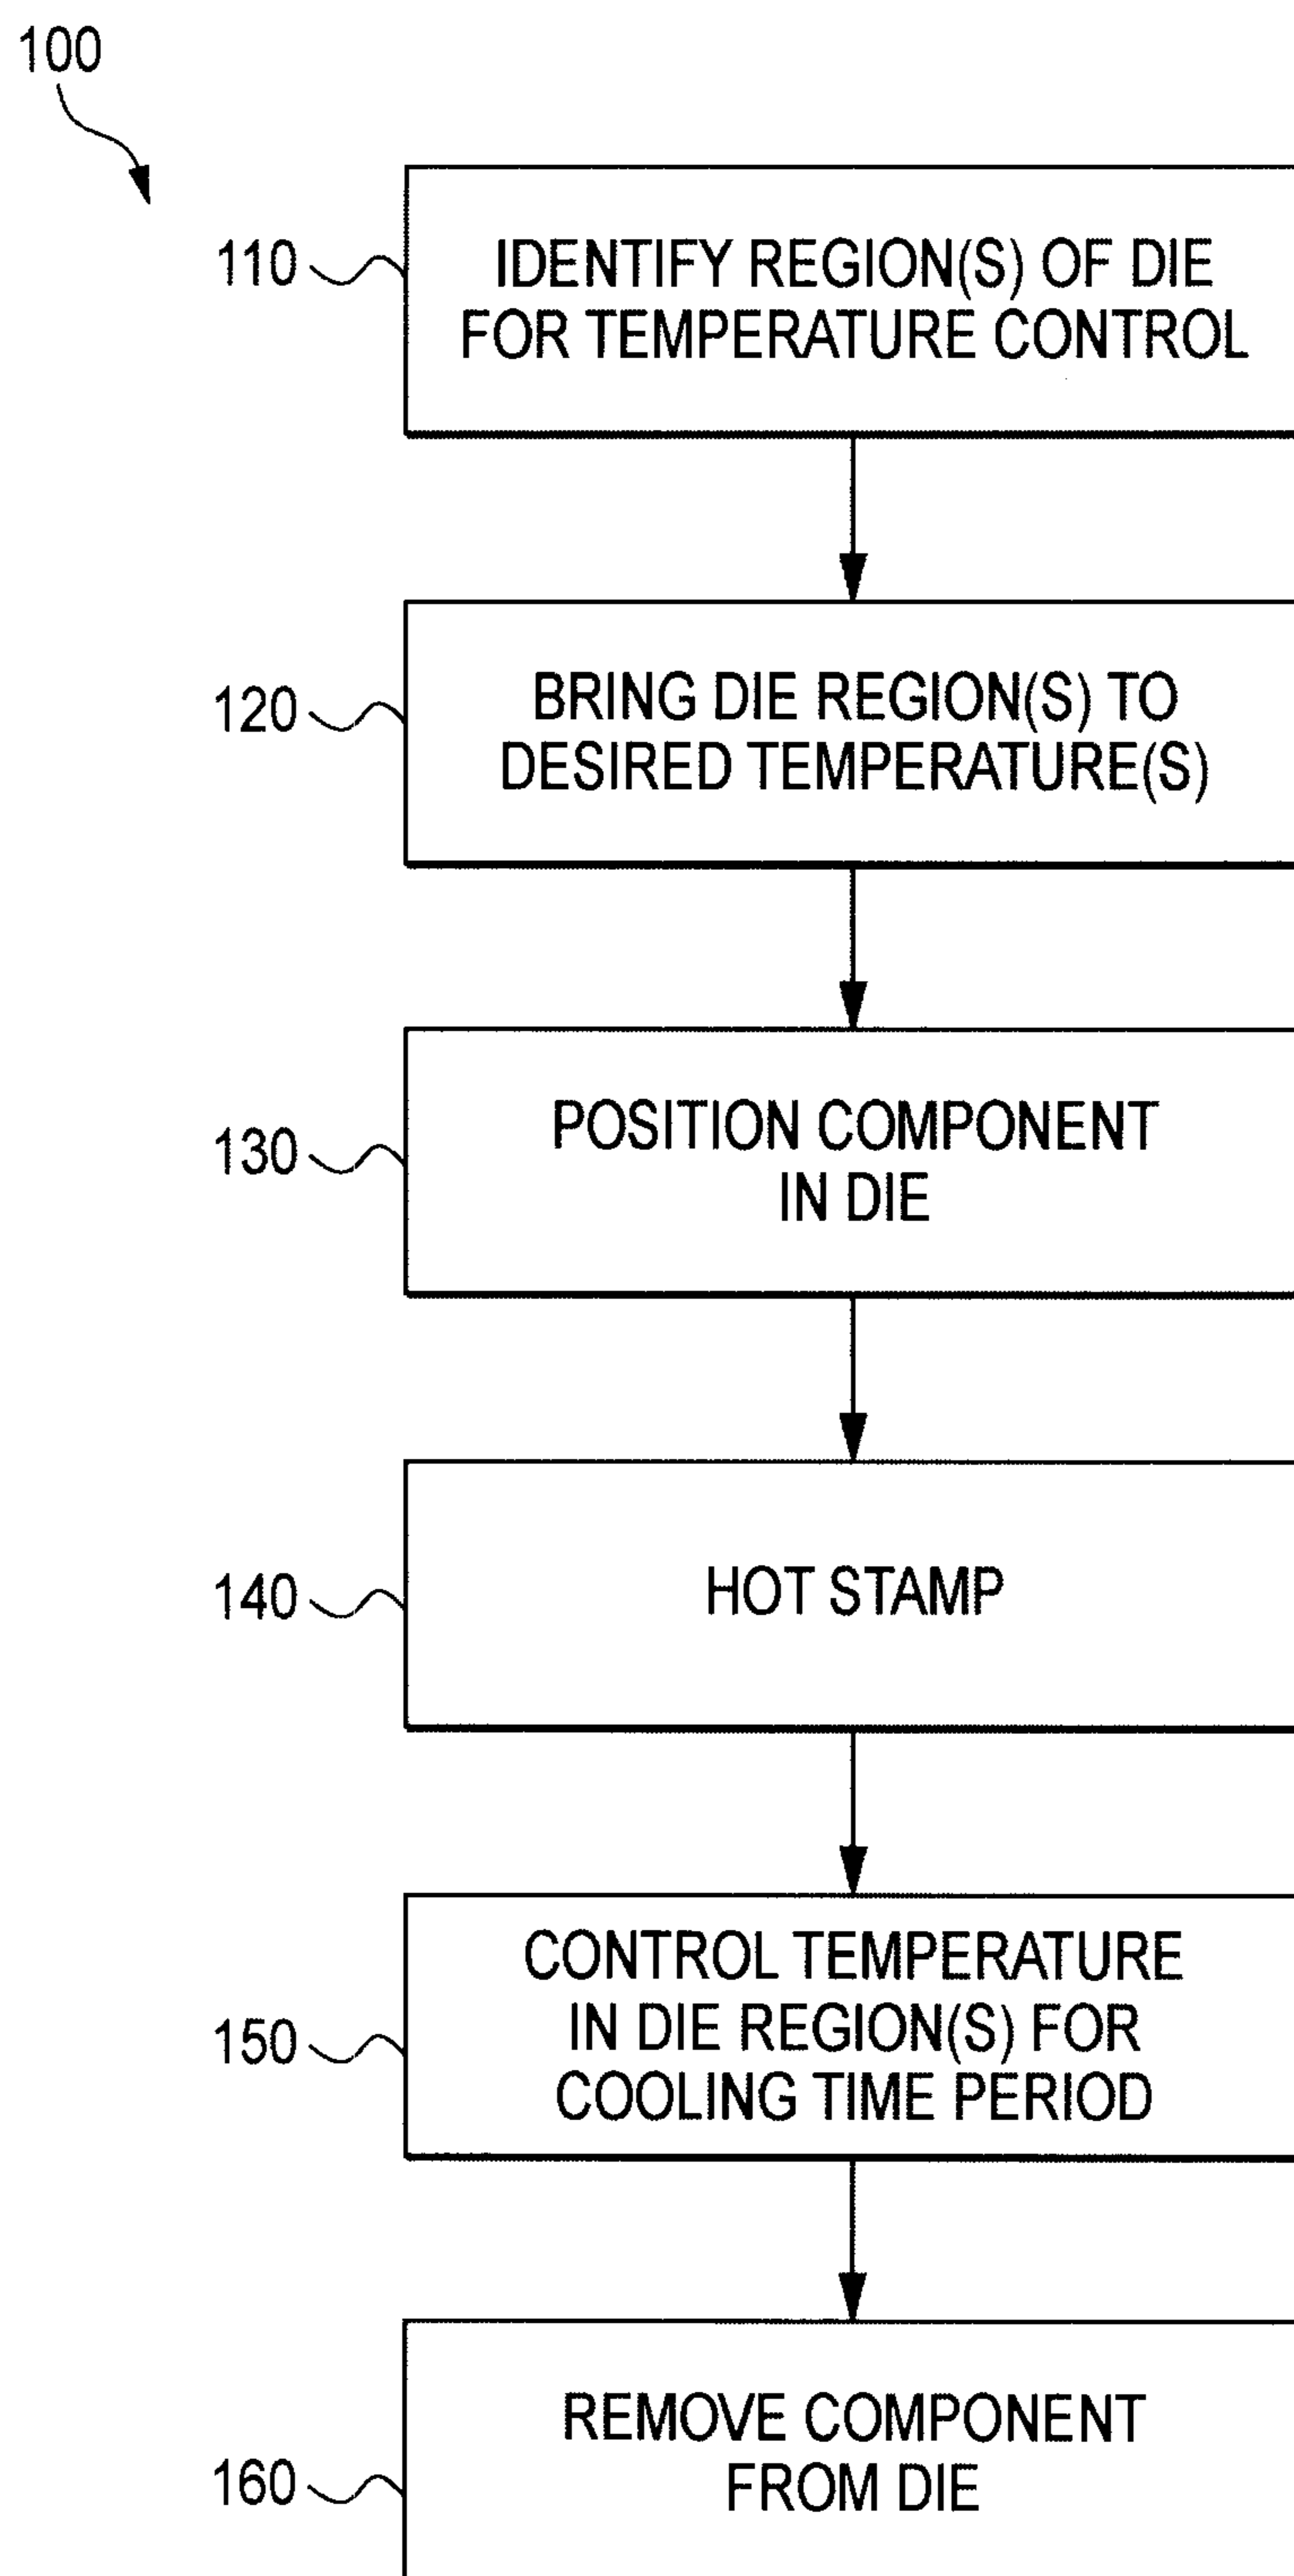 100
110
IDENTIFY REGION(S) OF DIE
FOR TEMPERATURE CONTROL
120
BRING DIE REGION(S) TO
DESIRED TEMPERATURE(S)
130
POSITION COMPONENT
IN DIE
140
HOT STAMP
150
CONTROL TEMPERATURE
IN DIE REGION(S) FOR
COOLING TIME PERIOD
160
REMOVE COMPONENT
FROM DIE